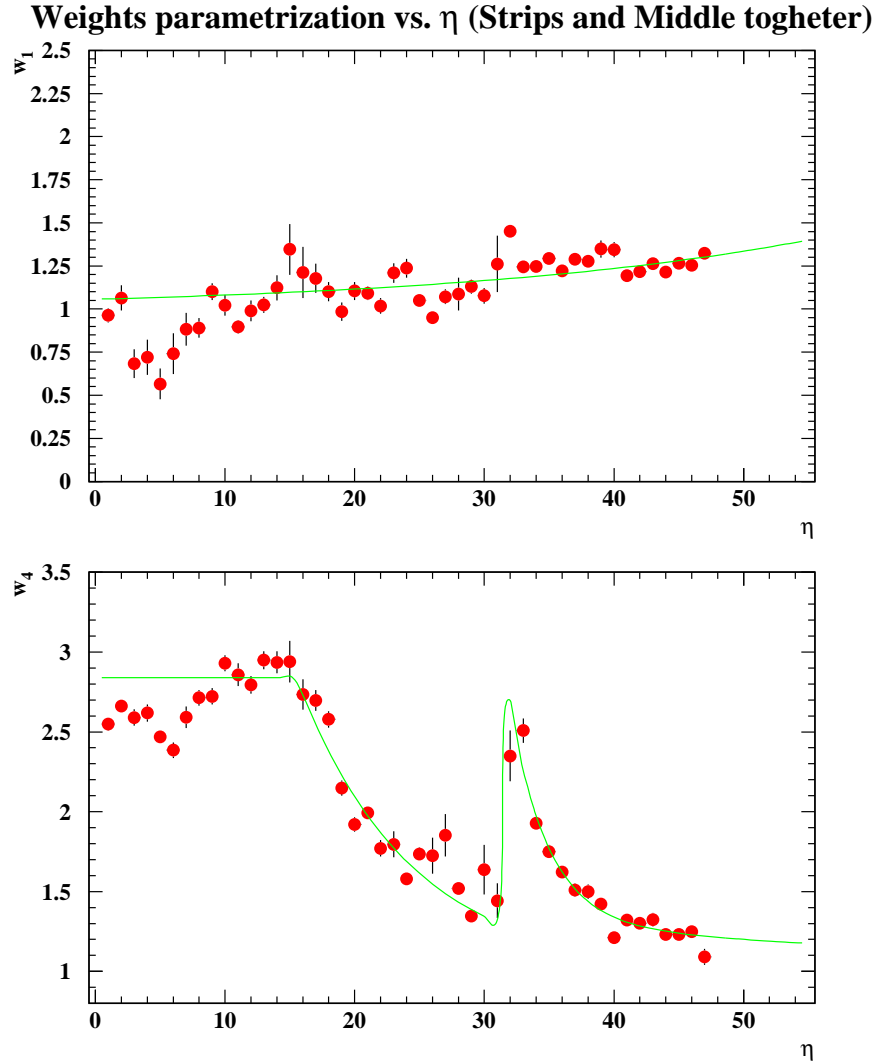 Weights parametrization vs. η (Strips and Middle togheter)
w1
2.5
2.25
2
1.75
1.5
1.25
1
0.75
0.5
0.25
0
0 10 20 30 40 50
η
w4
3.5
3
2.5
2
1.5
1
0 10 20 30 40 50
η